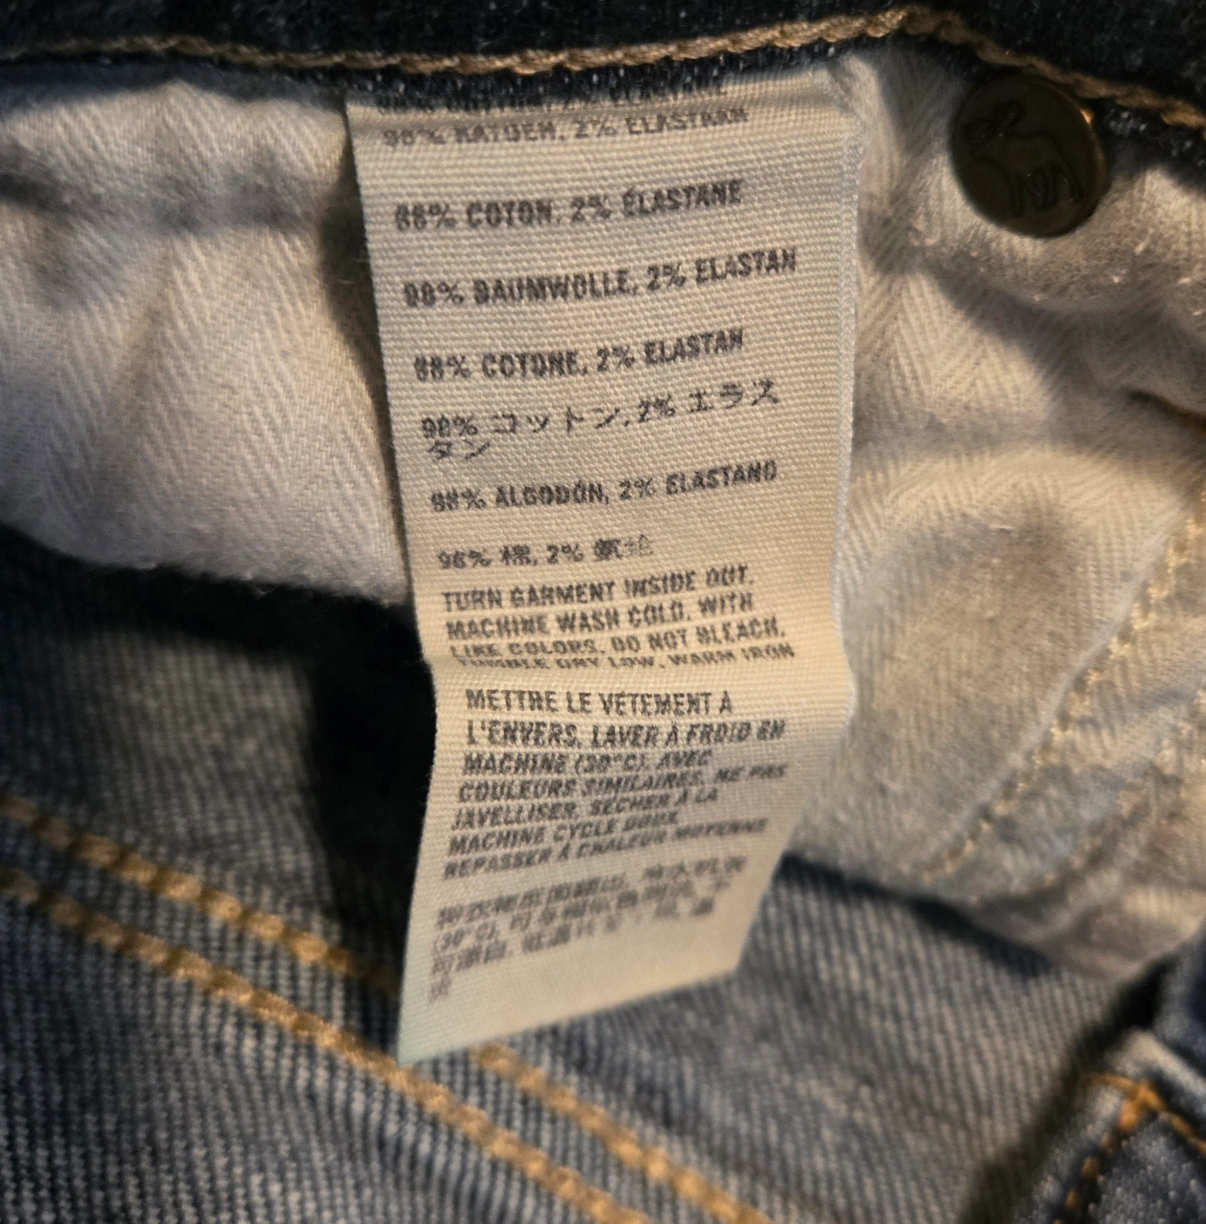 98% KATOEN, 2% ELASTAAN
98% COTON, 2% ÉLASTANE
98% BAUMWOLLE, 2% ELASTAN
98% COTONE, 2% ELASTAN
98% コットン, 2% エラス
タン
98% ALGODÓN, 2% ELASTANO
98% 棉, 2%
TURN GARMENT INSIDE OUT.
MACHINE WASH COLD, WITH
LIKE COLORS. DO NOT BLEACH.
TUMBLE DRY LOW. WARM IRON
METTRE LE VÊTEMENT À
L'ENVERS, LAVER À FROID EN
MACHINE (30°C), AVEC
COULEURS SIMILAIRES, NE PAS
JAVELLISER, SÉCHER À LA
MACHINE CYCLE DOUX,
REPASSER À CHALEUR MOYENNE
(30°C),